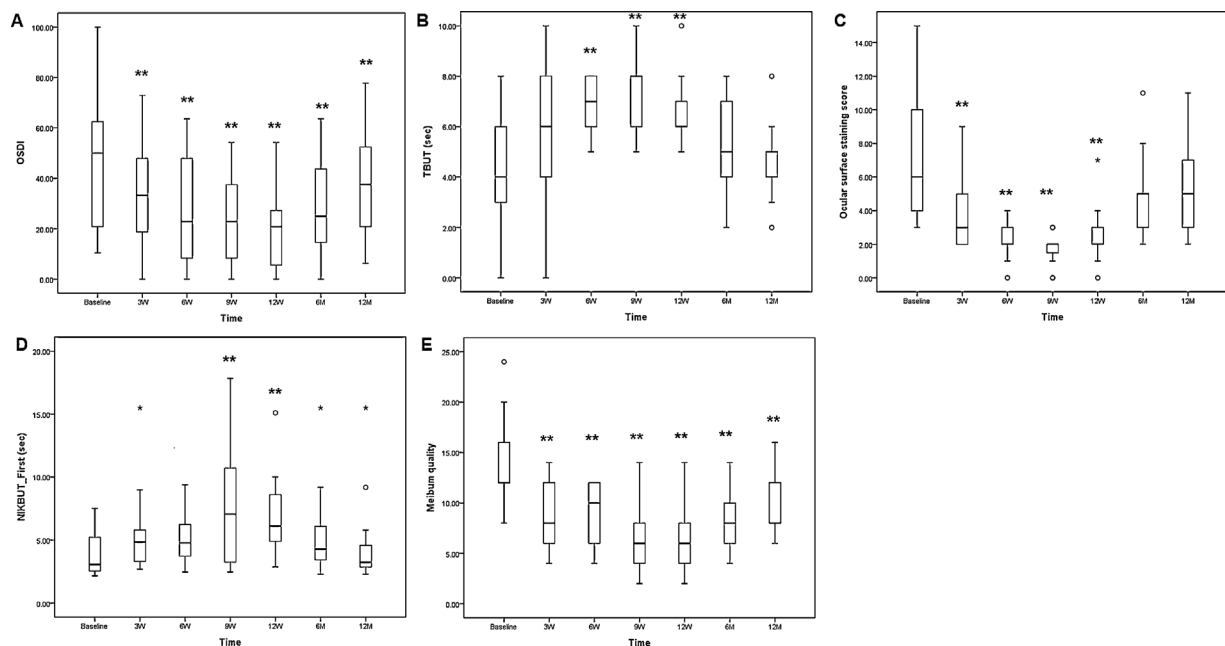 A
OSDI
100.00
80.00
60.00
40.00
20.00
0.00
** ** ** ** ** **
Baseline 3W 6W 9W 12W 6M 12M
Time
B
TBUT (sec)
10.00
8.00
6.00
4.00
2.00
0.00
** ** **
Baseline 3W 6W 9W 12W 6M 12M
Time
C
Ocular surface staining score
14.00
12.00
10.00
8.00
6.00
4.00
2.00
0.00
** ** ** **
*
Baseline 3W 6W 9W 12W 6M 12M
Time
D
NIKBUT_First (sec)
20.00
15.00
10.00
5.00
0.00
* ** ** * *
Baseline 3W 6W 9W 12W 6M 12M
Time
E
Meibum quality
25.00
20.00
15.00
10.00
5.00
0.00
** ** ** ** ** **
Baseline 3W 6W 9W 12W 6M 12M
Time